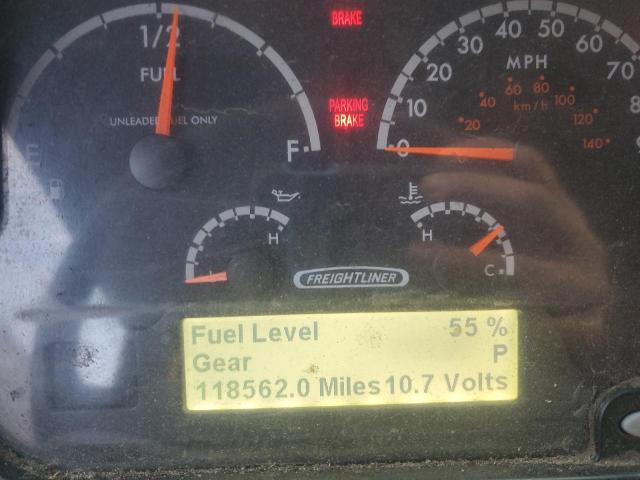 BRAKE
1/2
FUEL
UNLEADED FUEL ONLY
E
F
PARKING
BRAKE
0
10
20
30
40
50
60
70
MPH
20
40
60
80
100
120
140
km/h
H
L
H
C
FREIGHTLINER
Fuel Level 55 %
Gear P
118562.0 Miles 10.7 Volts